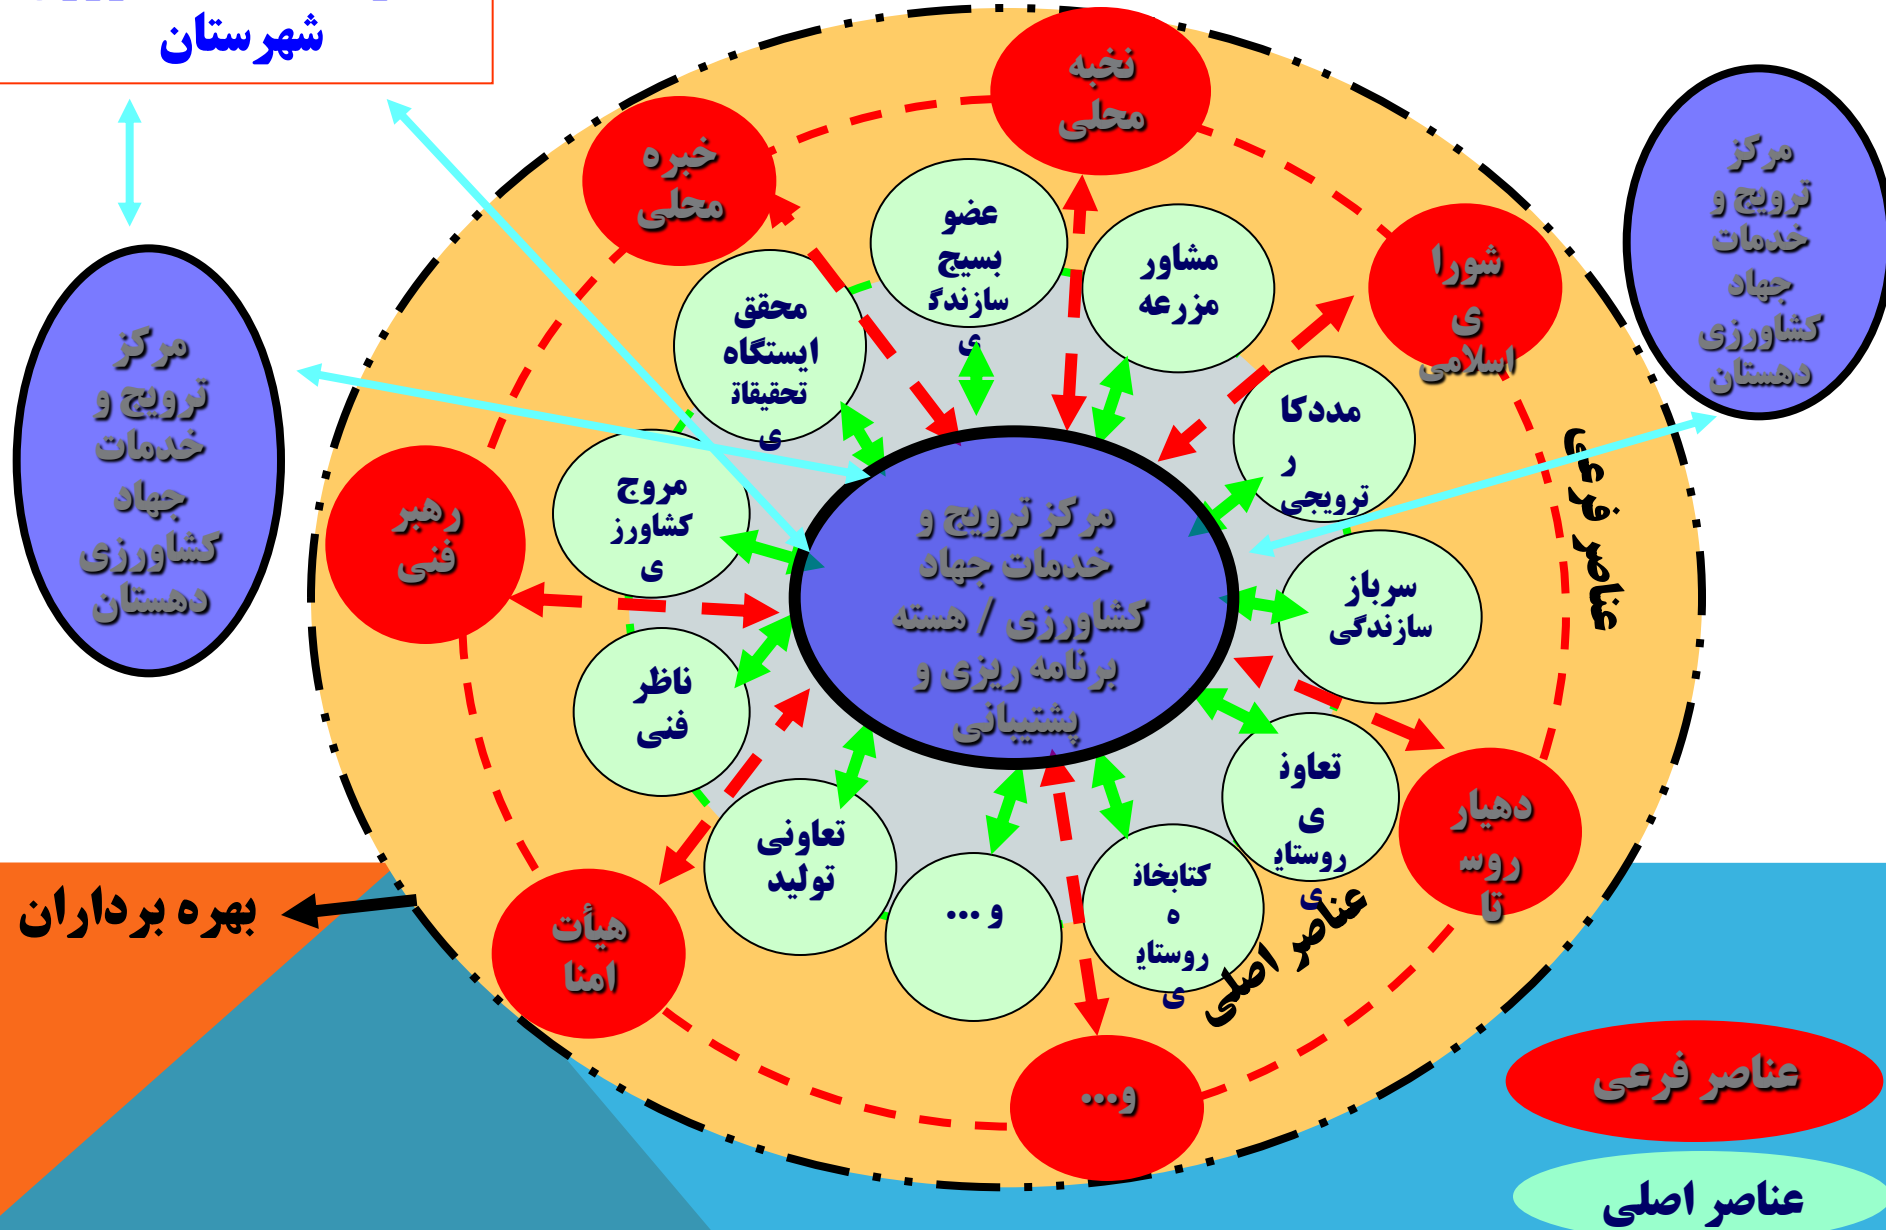 شهرستان
نخبه
محلی
خبره
محلی
شورا
ی
اسلامی
مرکز
ترویج و
خدمات
جهاد
کشاورزی
دهستان
عضو
بسیج
سازندگ
ی
مشاور
مزرعه
محقق
ایستگاه
تحقیقات
ی
مددکا
ر
ترویجی
مرکز
ترویج و
خدمات
جهاد
کشاورزی
دهستان
رهبر
فنی
مروج
کشاورز
ی
مرکز ترویج و
خدمات جهاد
کشاورزی / هسته
برنامه ریزی و
پشتیبانی
سرباز
سازندگی
عناصر فرعی
ناظر
فنی
تعاون
ی
روستای
ی
دهیار
روس
تا
تعاونی
تولید
و ...
کتابخان
ه
روستای
ی
عناصر اصلی
بهره برداران
هیأت
امنا
و...
عناصر فرعی
عناصر اصلی